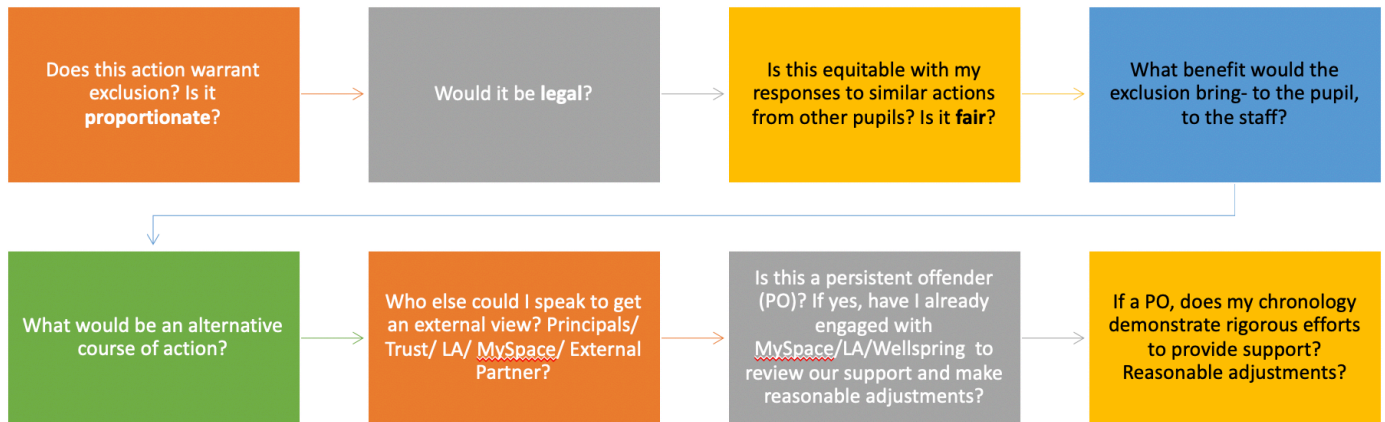 Does this action warrant
exclusion? Is it
proportionate?
Would it be legal?
Is this equitable with my
responses to similar actions
from other pupils? Is it fair?
What benefit would the
exclusion bring- to the pupil,
to the staff?
What would be an alternative
course of action?
Who else could I speak to get
an external view? Principals/
Trust/ LA/ MySpace/ External
Partner?
Is this a persistent offender
(PO)? If yes, have I already
engaged with
MySpace/LA/Wellspring to
review our support and make
reasonable adjustments?
If a PO, does my chronology
demonstrate rigorous efforts
to provide support?
Reasonable adjustments?